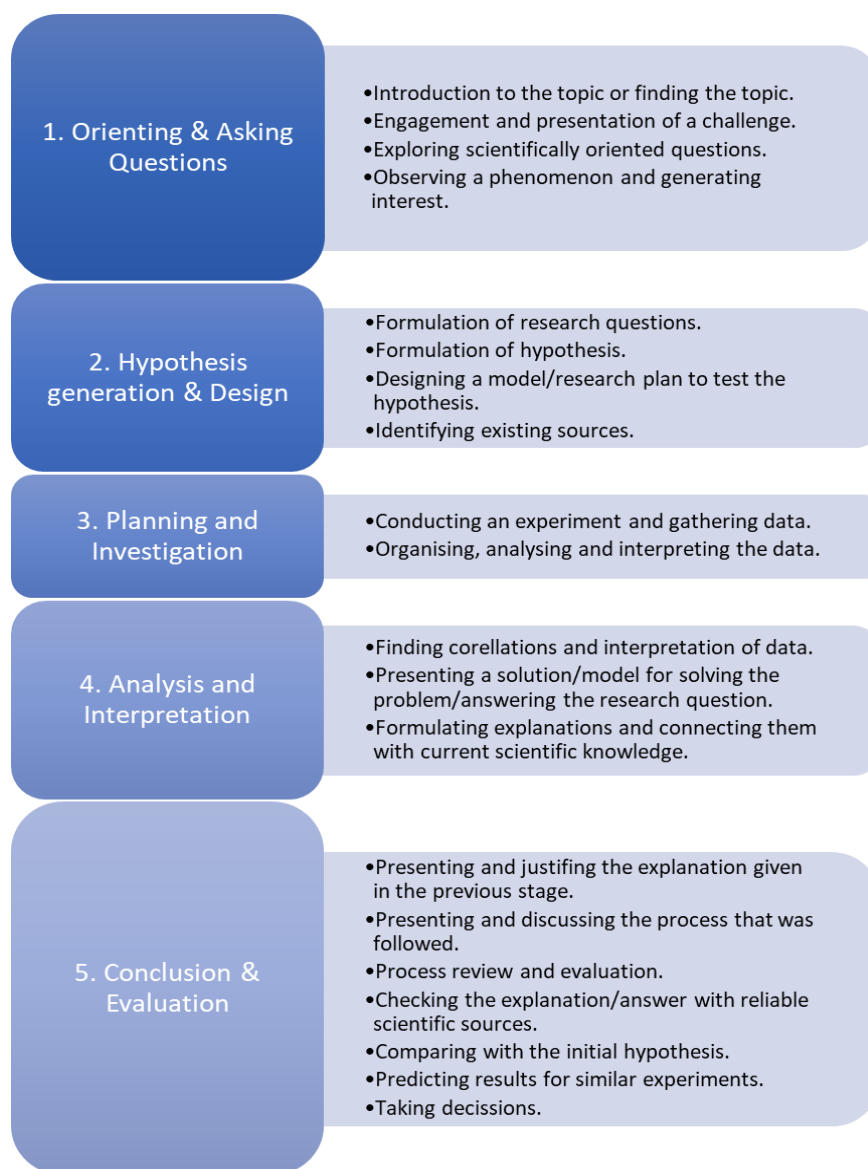 1. Orienting & Asking
Questions
•Introduction to the topic or finding the topic.
•Engagement and presentation of a challenge.
•Exploring scientifically oriented questions.
•Observing a phenomenon and generating
interest.
2. Hypothesis
generation & Design
•Formulation of research questions.
•Formulation of hypothesis.
•Designing a model/research plan to test the
hypothesis.
•Identifying existing sources.
3. Planning and
Investigation
•Conducting an experiment and gathering data.
•Organising, analysing and interpreting the data.
4. Analysis and
Interpretation
•Finding corellations and interpretation of data.
•Presenting a solution/model for solving the
problem/answering the research question.
•Formulating explanations and connecting them
with current scientific knowledge.
5. Conclusion &
Evaluation
•Presenting and justifing the explanation given
in the previous stage.
•Presenting and discussing the process that was
followed.
•Process review and evaluation.
•Checking the explanation/answer with reliable
scientific sources.
•Comparing with the initial hypothesis.
•Predicting results for similar experiments.
•Taking decissions.